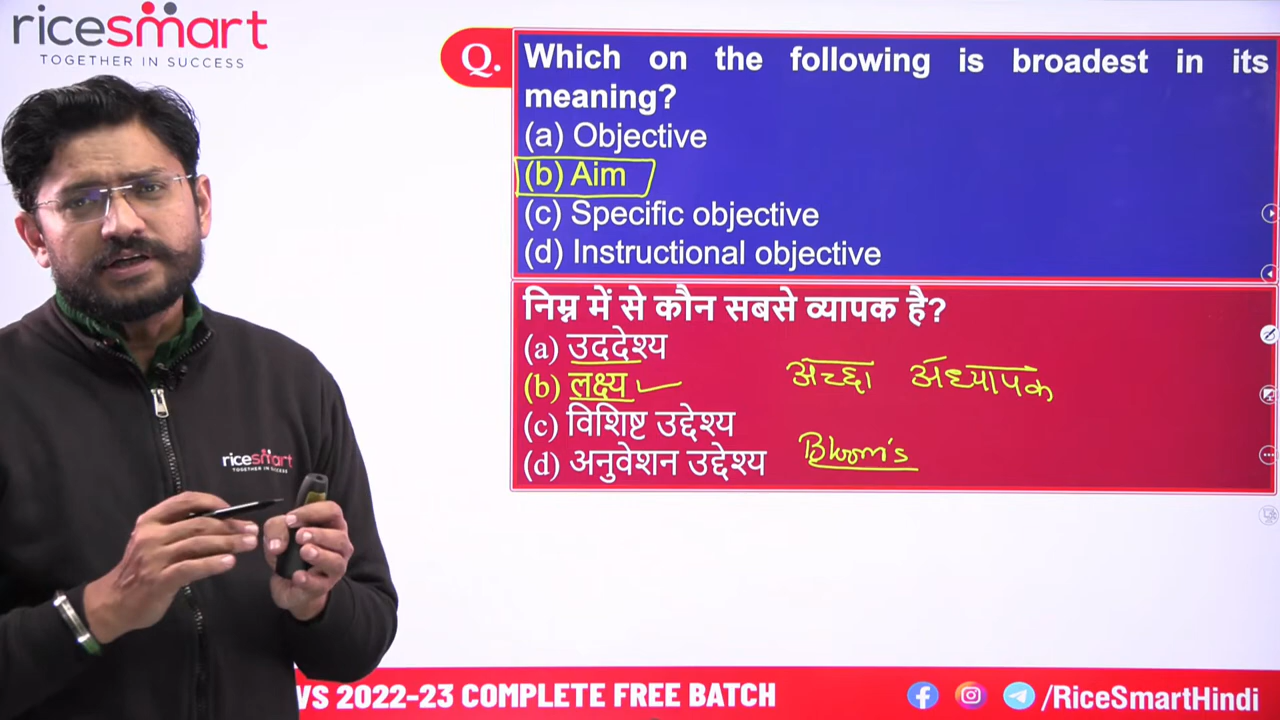 ricesmart
TOGETHER IN SUCCESS
Q.
Which on the following is broadest in its
meaning?
(a) Objective
(b) Aim
(c) Specific objective
(d) Instructional objective
निम्न में से कौन सबसे व्यापक है?
(a) उददेश्य
(b) लक्ष्य
(c) विशिष्ट उद्देश्य
(d) अनुवेशन उद्देश्य
अच्छा अध्यापक
Bloom's
ricesmart
TOGETHER IN SUCCESS
VS 2022-23 COMPLETE FREE BATCH
/RiceSmartHindi